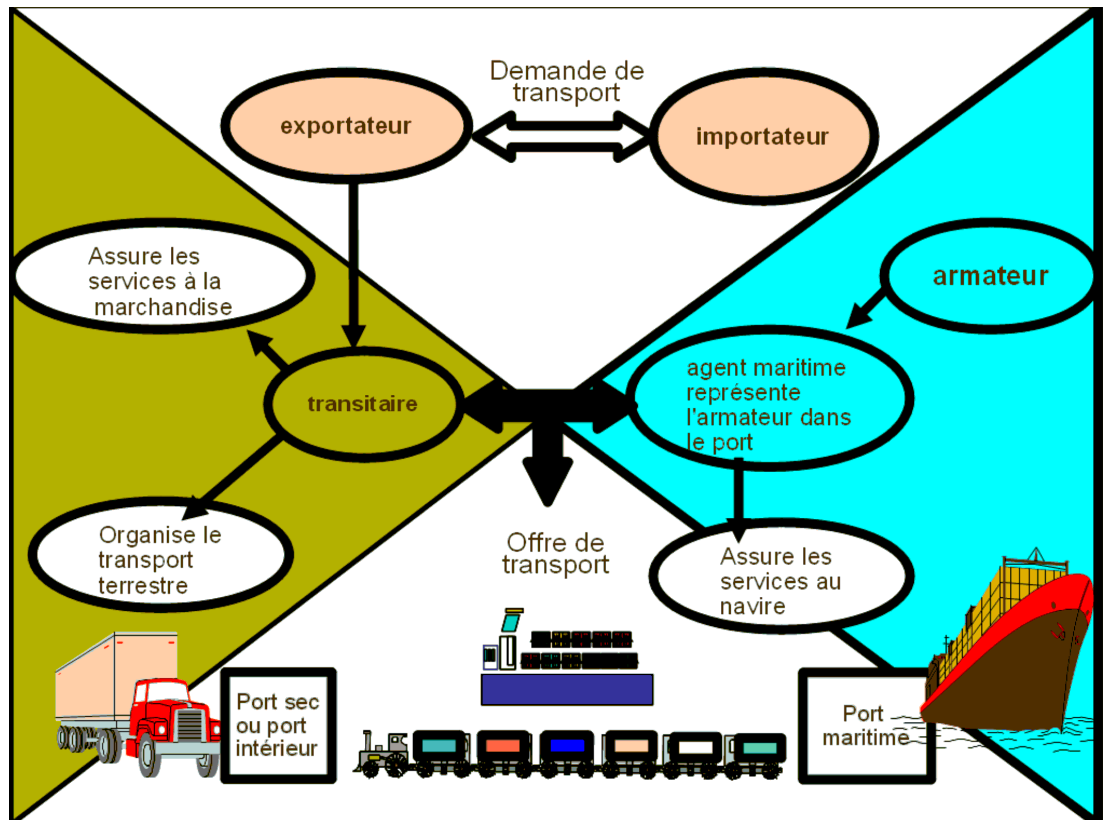 Demande de
transport
exportateur
importateur
Assure les
services à la
marchandise
armateur
transitaire
agent maritime
représente
l'armateur dans
le port
Organise le
transport
terrestre
Offre de
transport
Assure les
services au
navire
Port sec
ou port
intérieur
Port
maritime